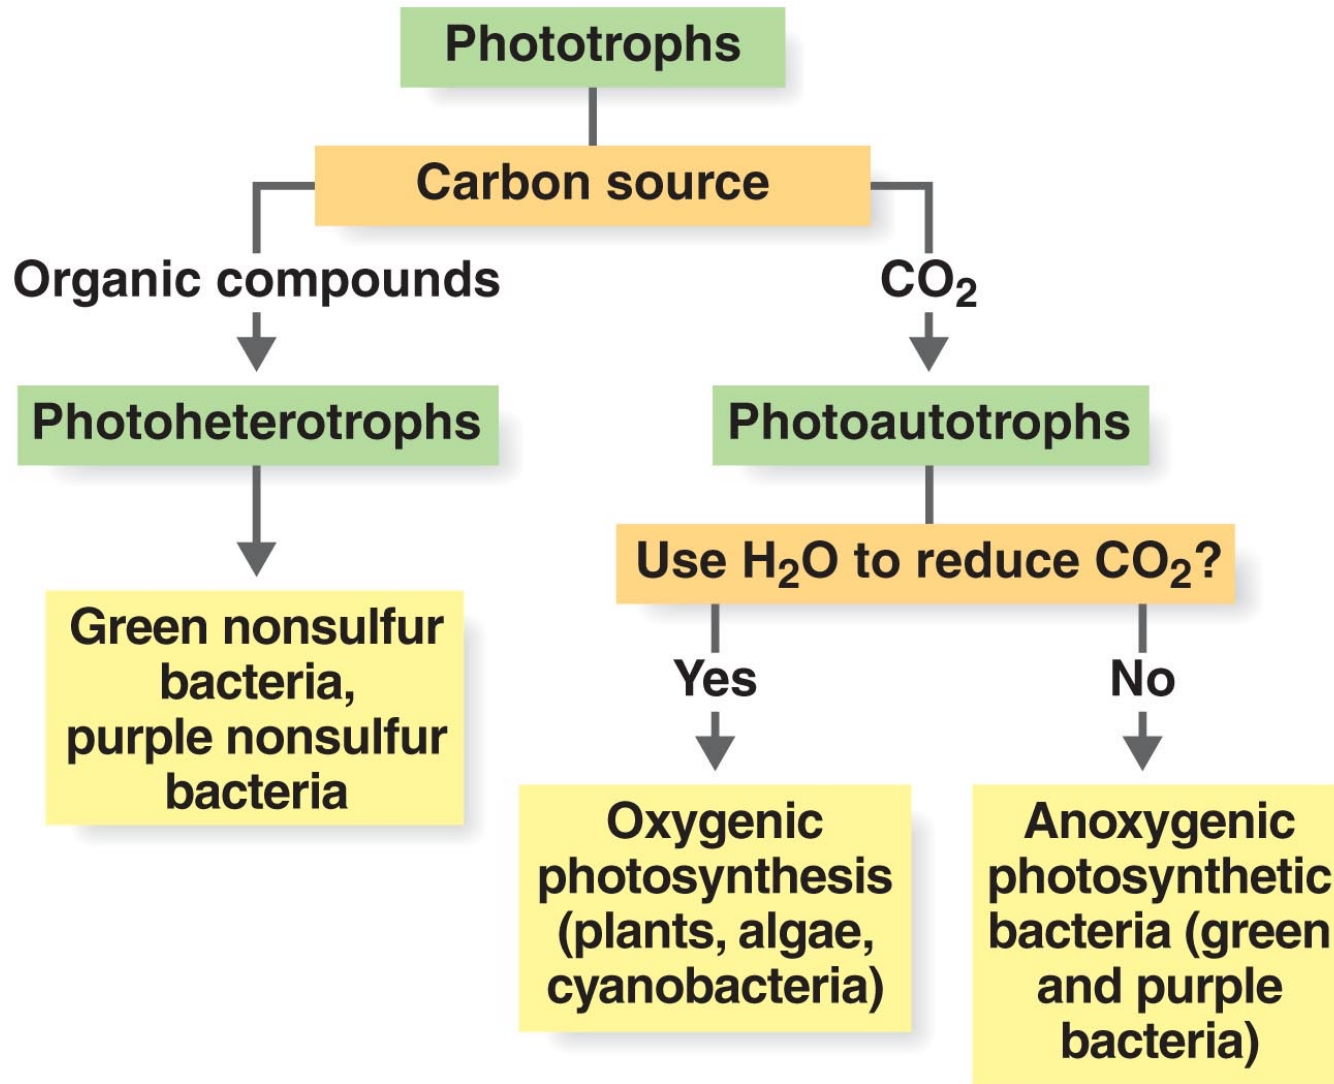 Phototrophs
Carbon source
Organic compounds
CO₂
Photoheterotrophs
Photoautotrophs
Use H₂O to reduce CO₂?
Green nonsulfur
bacteria,
purple nonsulfur
bacteria
Yes
No
Oxygenic
photosynthesis
(plants, algae,
cyanobacteria)
Anoxygenic
photosynthetic
bacteria (green
and purple
bacteria)